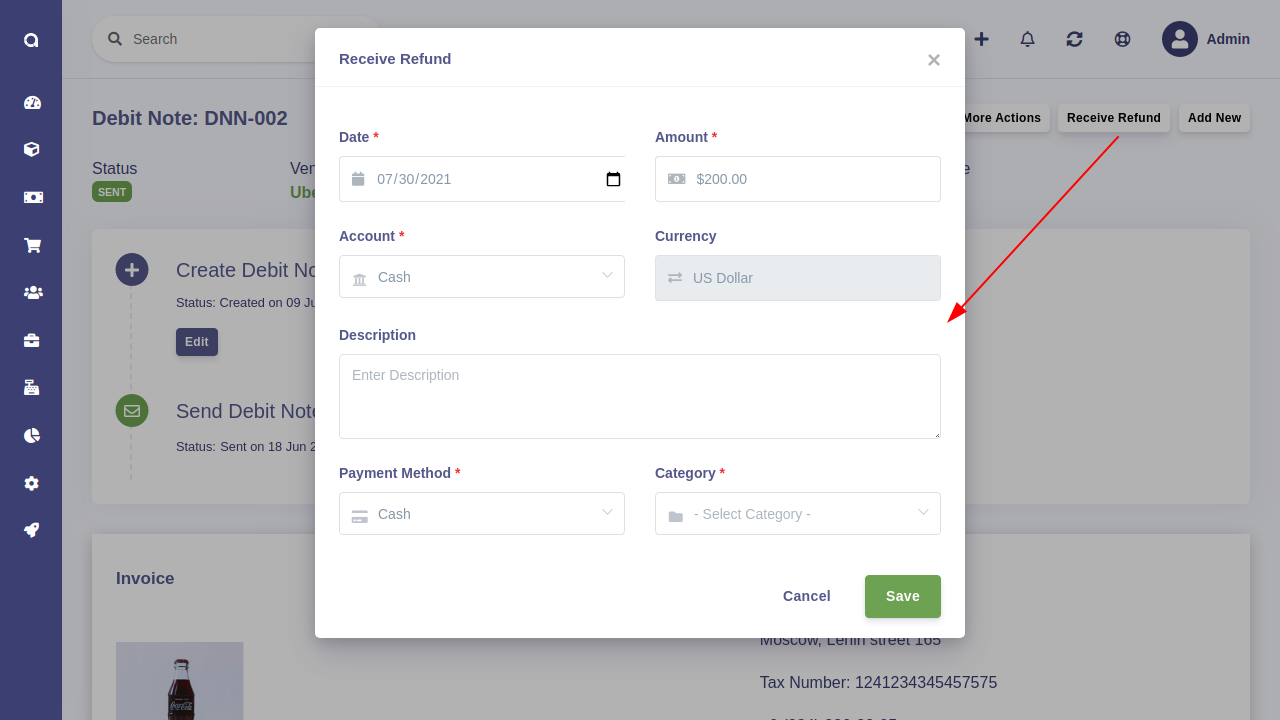 Search
Admin
Debit Note: DNN-002
More Actions
Receive Refund
Add New
Status
SENT
Create Debit No
Status: Created on 09 Ju
Edit
Send Debit Note
Status: Sent on 18 Jun 2
Invoice
Receive Refund
×
Date *
07/30/2021
Amount *
$200.00
Account *
Cash
Currency
US Dollar
Description
Enter Description
Payment Method *
Cash
Category *
- Select Category -
Cancel
Save
Moscow, Lenin street 165
Tax Number: 1241234345457575